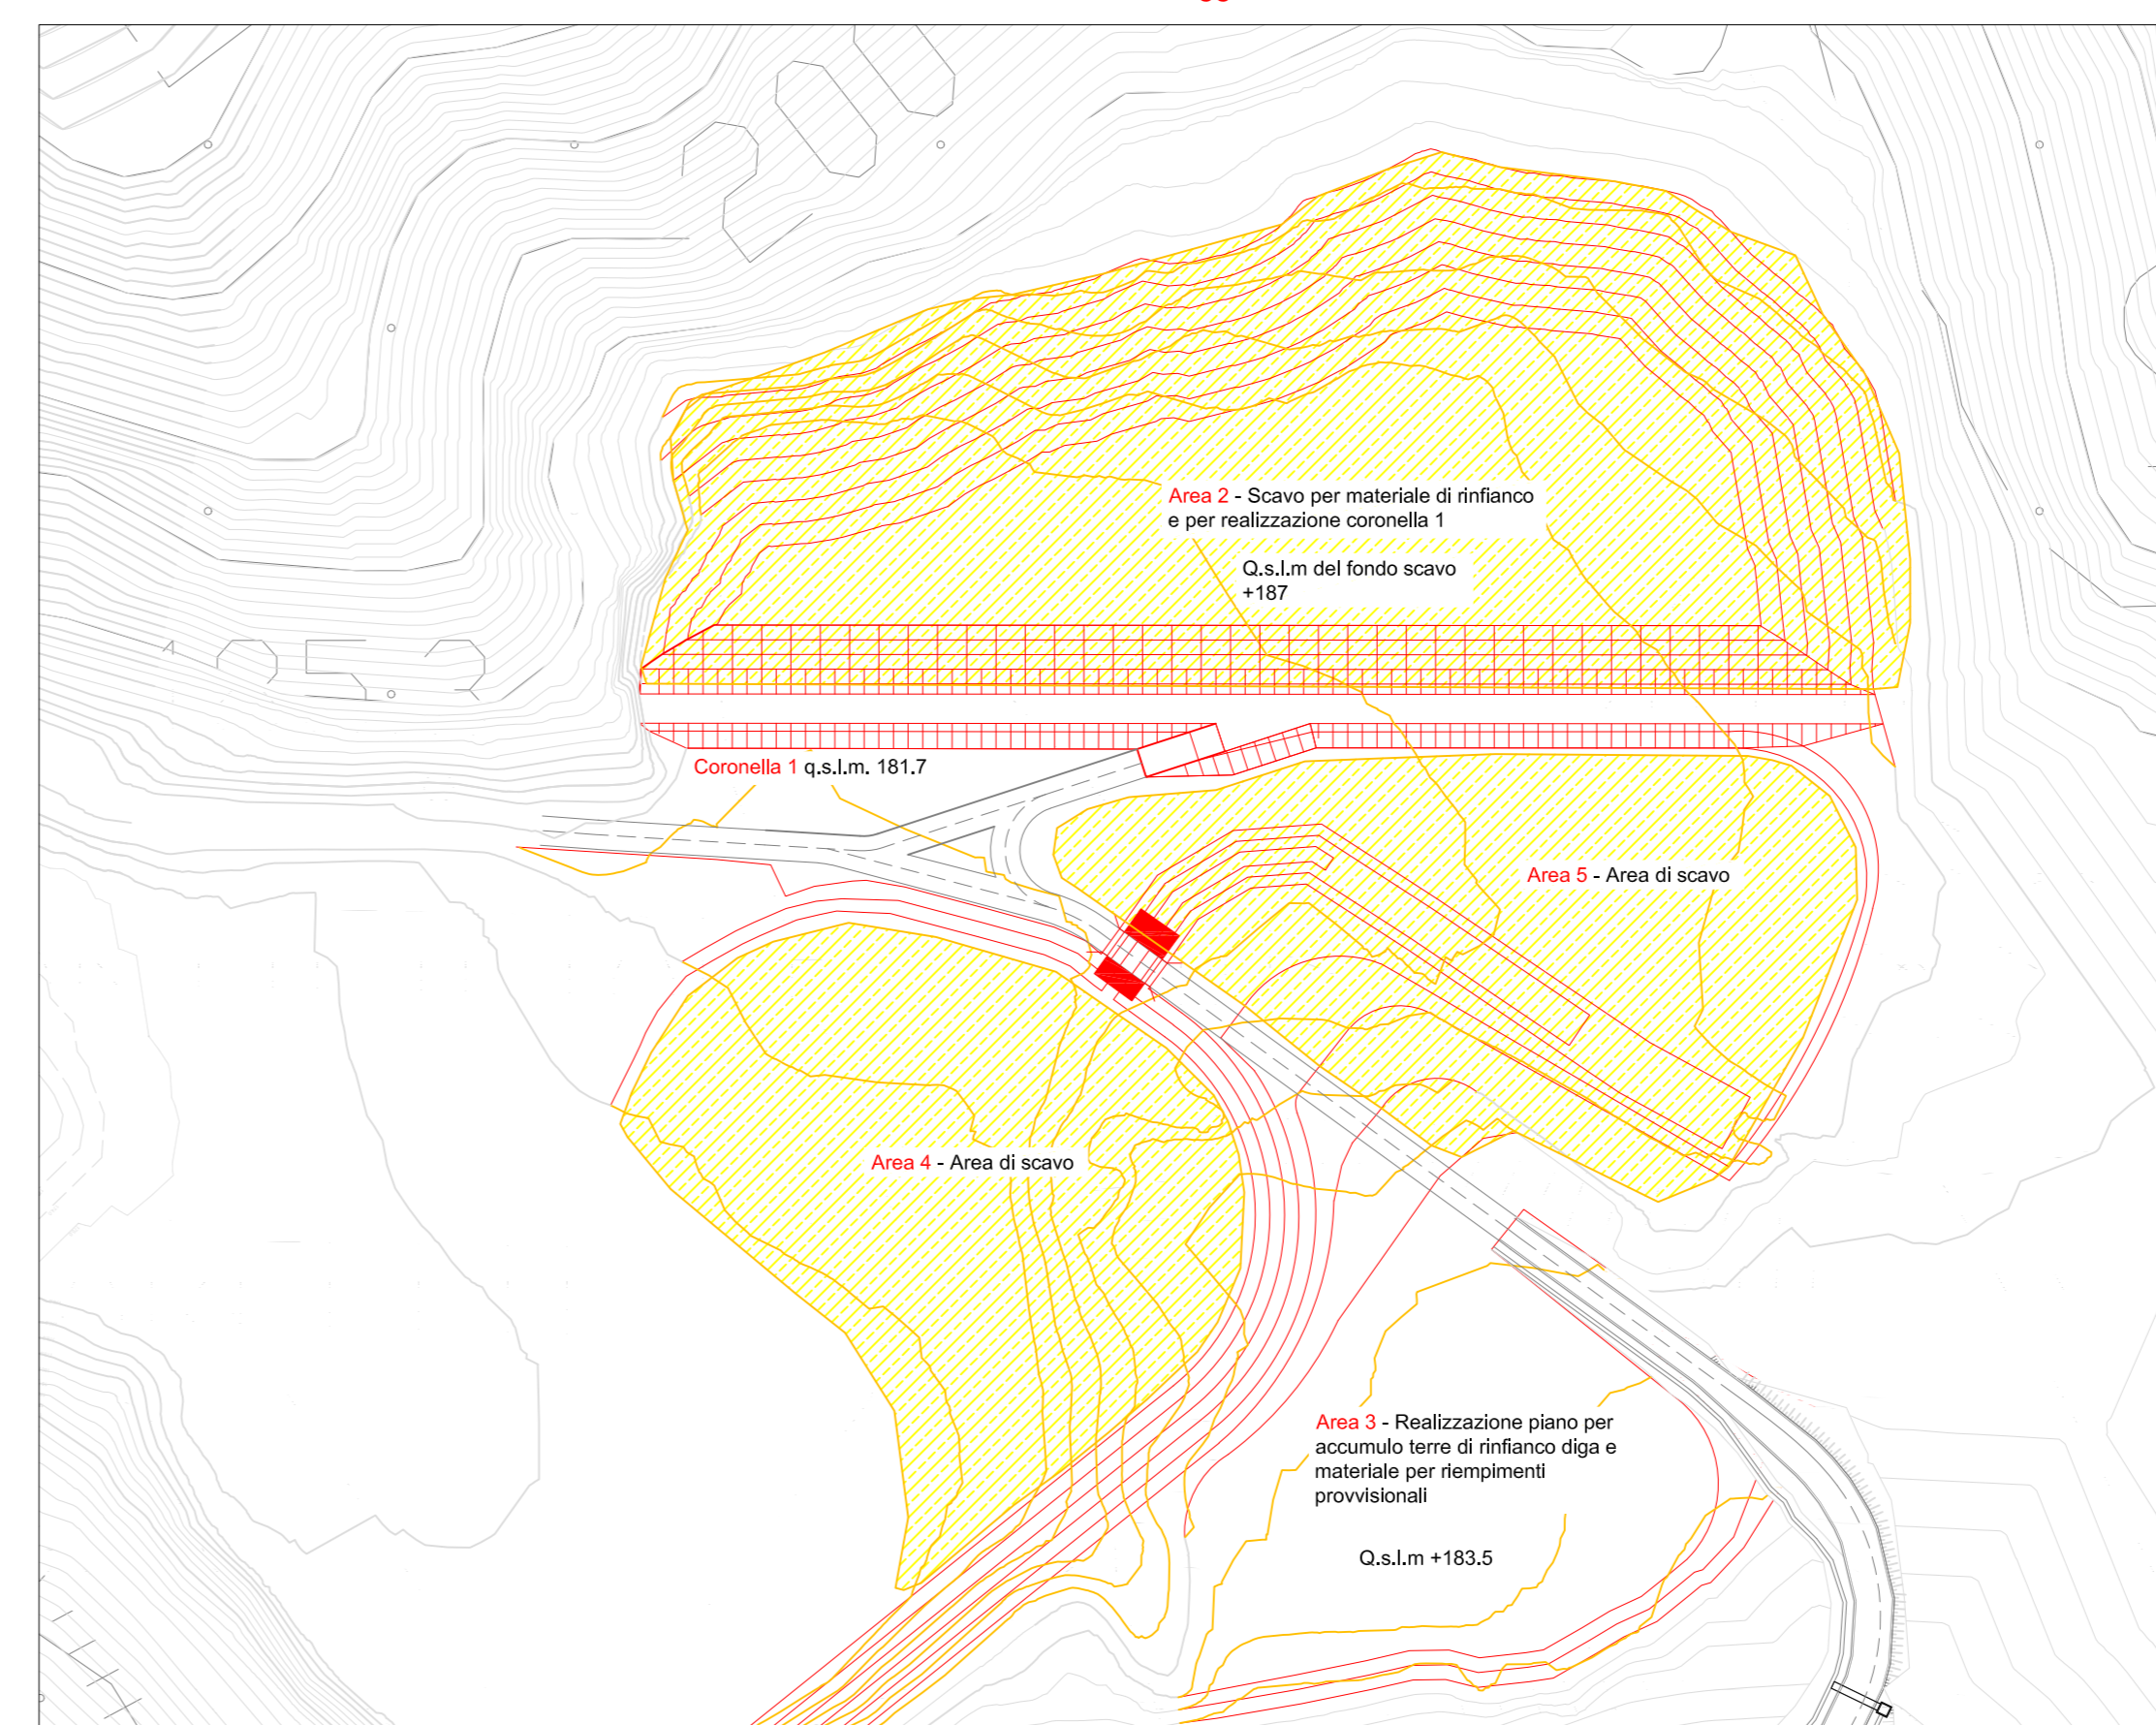 Area 2 - Scavo per materiale di rinfianco
e per realizzazione coronella 1
Q.s.l.m del fondo scavo
+187
Coronella 1 q.s.l.m. 181.7
Area 5 - Area di scavo
Area 4 - Area di scavo
Area 3 - Realizzazione piano per
accumulo terre di rinfianco diga e
materiale per riempimenti
provvisionali
Q.s.l.m +183.5